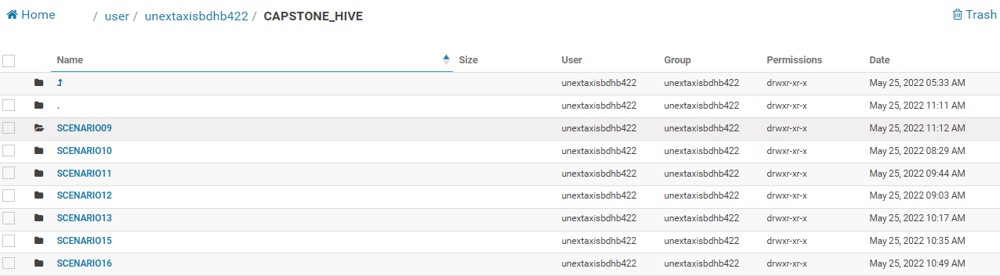 Home / user / unextaxisbdhb422 / CAPSTONE_HIVE Trash
Name Size User Group Permissions Date
unextaxisbdhb422 unextaxisbdhb422 drwxr-xr-x May 25, 2022 05:33 AM
. unextaxisbdhb422 unextaxisbdhb422 drwxr-xr-x May 25, 2022 11:11 AM
SCENARIO09 unextaxisbdhb422 unextaxisbdhb422 drwxr-xr-x May 25, 2022 11:12 AM
SCENARIO10 unextaxisbdhb422 unextaxisbdhb422 drwxr-xr-x May 25, 2022 08:29 AM
SCENARIO11 unextaxisbdhb422 unextaxisbdhb422 drwxr-xr-x May 25, 2022 09:44 AM
SCENARIO12 unextaxisbdhb422 unextaxisbdhb422 drwxr-xr-x May 25, 2022 09:03 AM
SCENARIO13 unextaxisbdhb422 unextaxisbdhb422 drwxr-xr-x May 25, 2022 10:17 AM
SCENARIO15 unextaxisbdhb422 unextaxisbdhb422 drwxr-xr-x May 25, 2022 10:35 AM
SCENARIO16 unextaxisbdhb422 unextaxisbdhb422 drwxr-xr-x May 25, 2022 10:49 AM